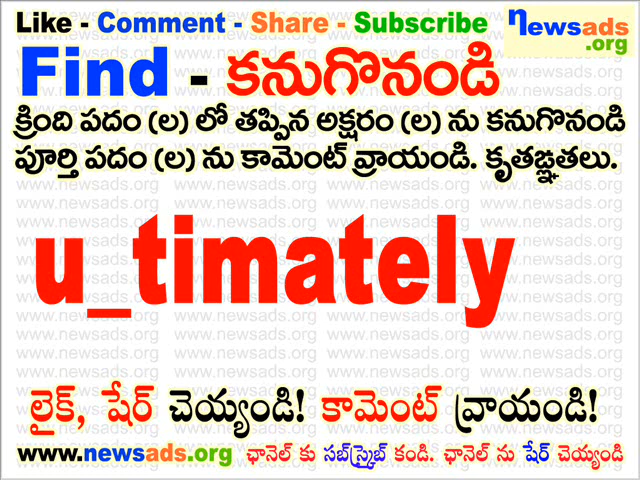 Like - Comment - Share - Subscribe
newsads
.org
Find - కనుగొనండి
క్రింది పదం (ల) లో తప్పిన అక్షరం (ల) ను కనుగొనండి
పూర్తి పదం (ల) ను కామెంట్ వ్రాయండి. కృతఙ్ఞతలు.
u_timately
లైక్, షేర్ చెయ్యండి! కామెంట్ వ్రాయండి!
www.newsads.org ఛానెల్ కు సబ్‌స్క్రైబ్ కండి. ఛానెల్ ను షేర్ చెయ్యండి